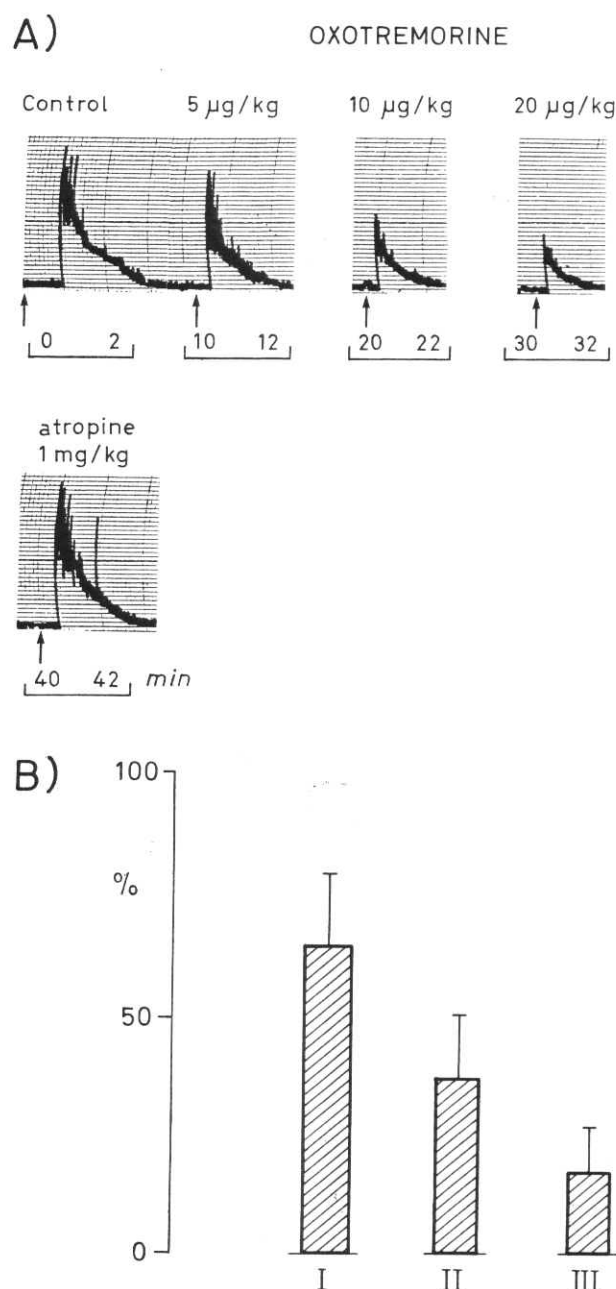 A) OXOTREMORINE
Control 5 µg/kg 10 µg/kg 20 µg/kg
0 2 10 12 20 22 30 32
atropine
1 mg/kg
40 42 min
B)
100
%
50
0
I II III